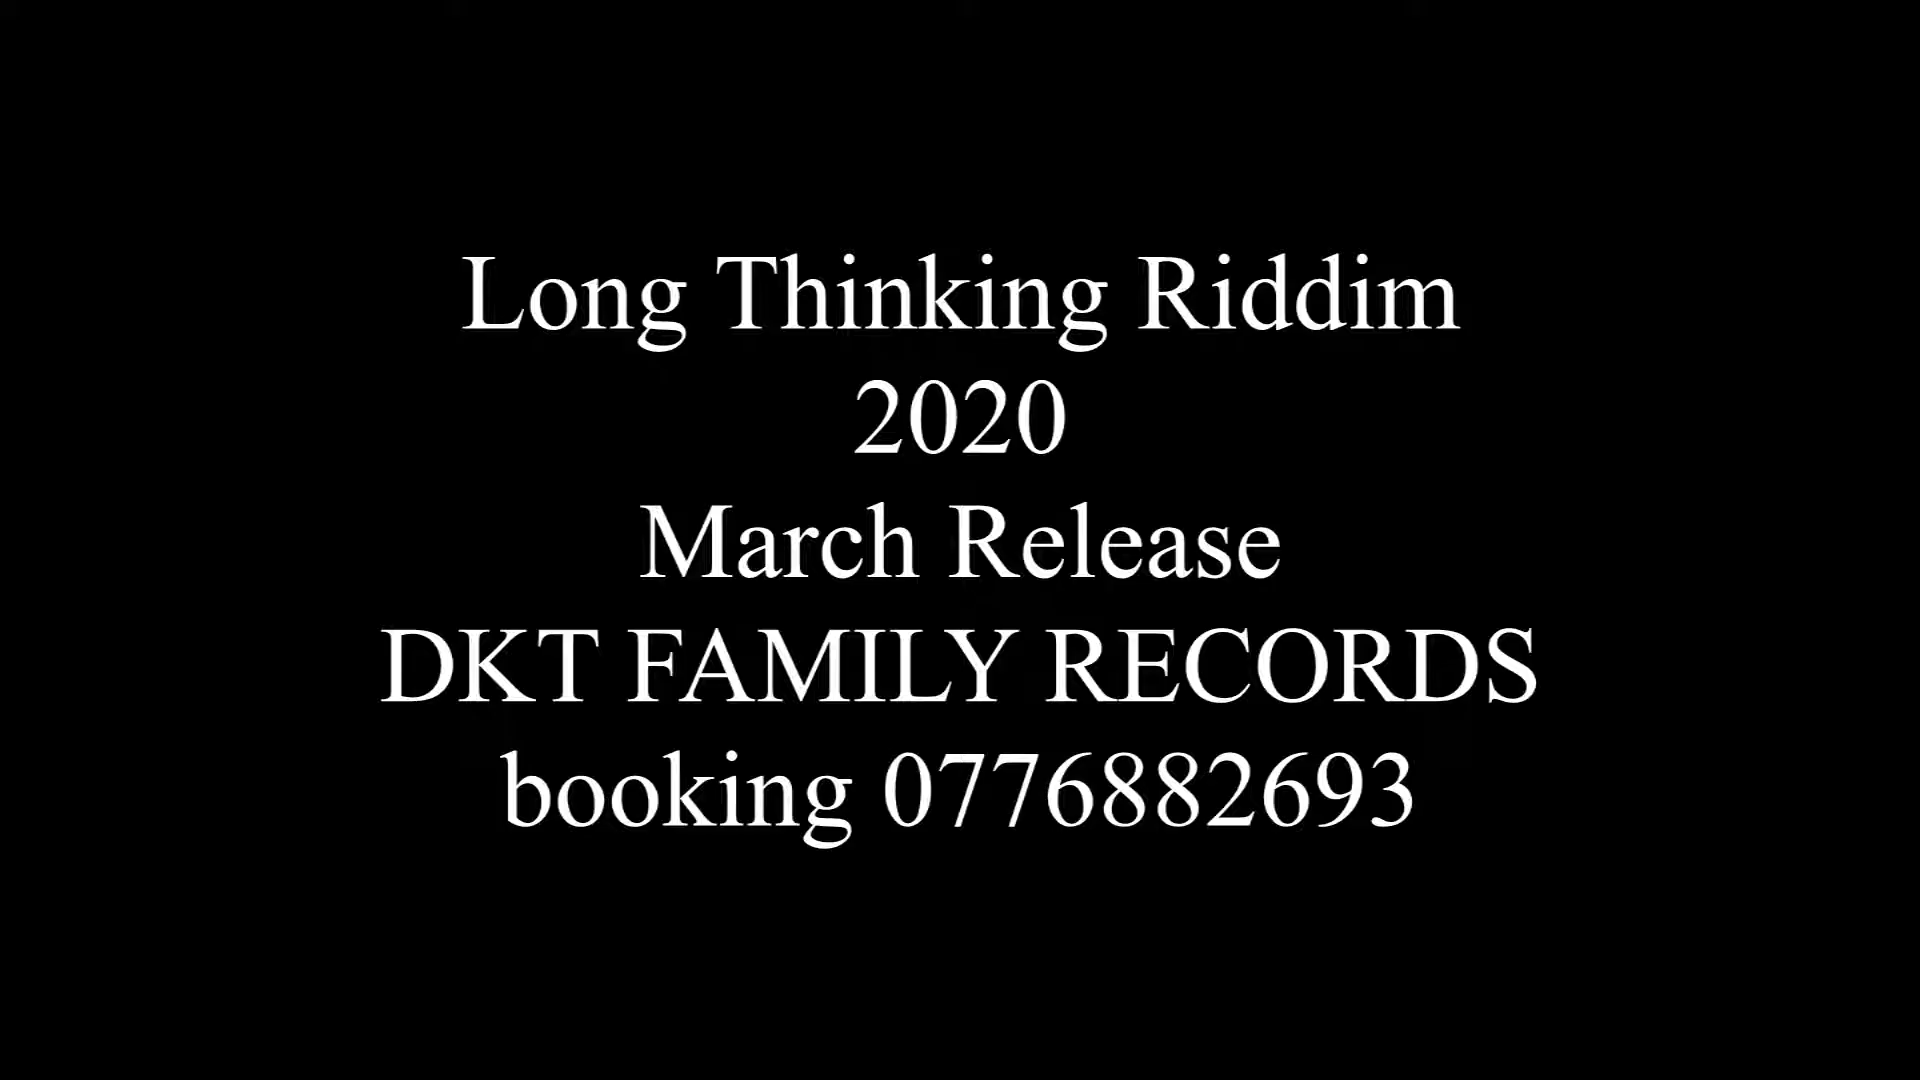 Long Thinking Riddim
2020
March Release
DKT FAMILY RECORDS
booking 0776882693